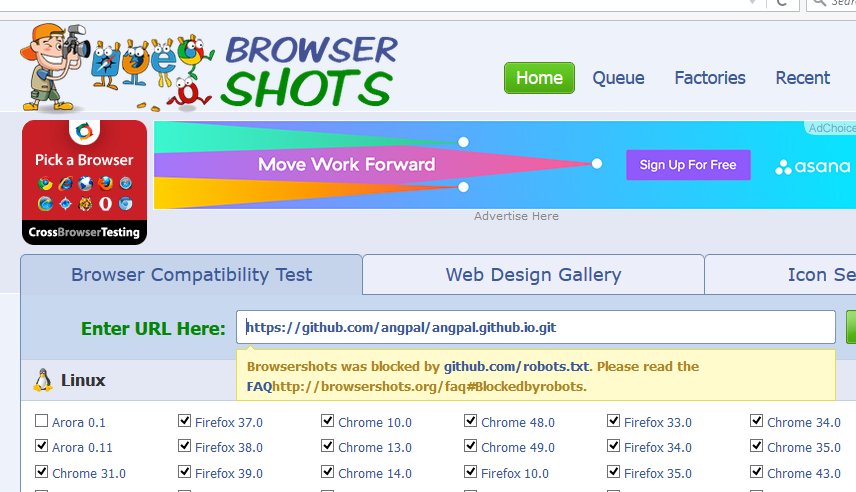 Sear
BROWSER
SHOTS
Home Queue Factories Recent
Pick a Browser
CrossBrowserTesting
Move Work Forward
Sign Up For Free
asana
AdChoice
Advertise Here
Browser Compatibility Test
Web Design Gallery
Icon Se
Enter URL Here: https://github.com/angpal/angpal.github.io.git
Browsershots was blocked by github.com/robots.txt. Please read the
FAQhttp://browsershots.org/faq#Blockedbyrobots.
Linux
Arora 0.1 Firefox 37.0 Chrome 10.0 Chrome 48.0 Firefox 33.0 Chrome 34.0
Arora 0.11 Firefox 38.0 Chrome 13.0 Chrome 49.0 Firefox 34.0 Chrome 35.0
Chrome 31.0 Firefox 39.0 Chrome 14.0 Firefox 10.0 Firefox 35.0 Chrome 43.0